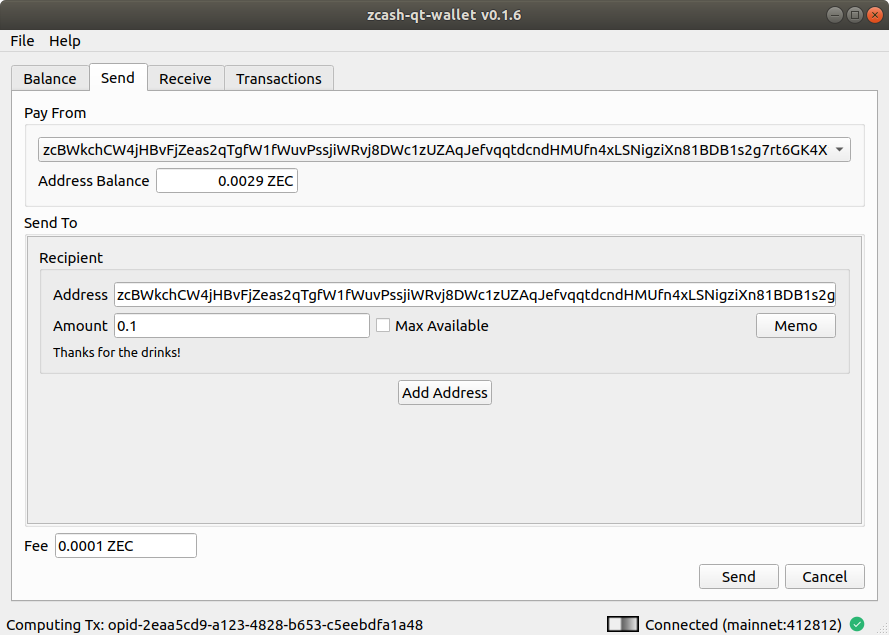 zcash-qt-wallet v0.1.6
File Help
Balance Send Receive Transactions
Pay From
zcBWkchCW4jHBvFjZeas2qTgfW1fWuvPssjiWRvj8DWc1zUZAqJefvqqtdcndHMUfn4xLSNigziXn81BDB1s2g7rt6GK4X
Address Balance 0.0029 ZEC
Send To
Recipient
Address zcBWkchCW4jHBvFjZeas2qTgfW1fWuvPssjiWRvj8DWc1zUZAqJefvqqtdcndHMUfn4xLSNigziXn81BDB1s2g
Amount 0.1 Max Available Memo
Thanks for the drinks!
Add Address
Fee 0.0001 ZEC
Send Cancel
Computing Tx: opid-2eaa5cd9-a123-4828-b653-c5eebdfa1a48 Connected (mainnet:412812)